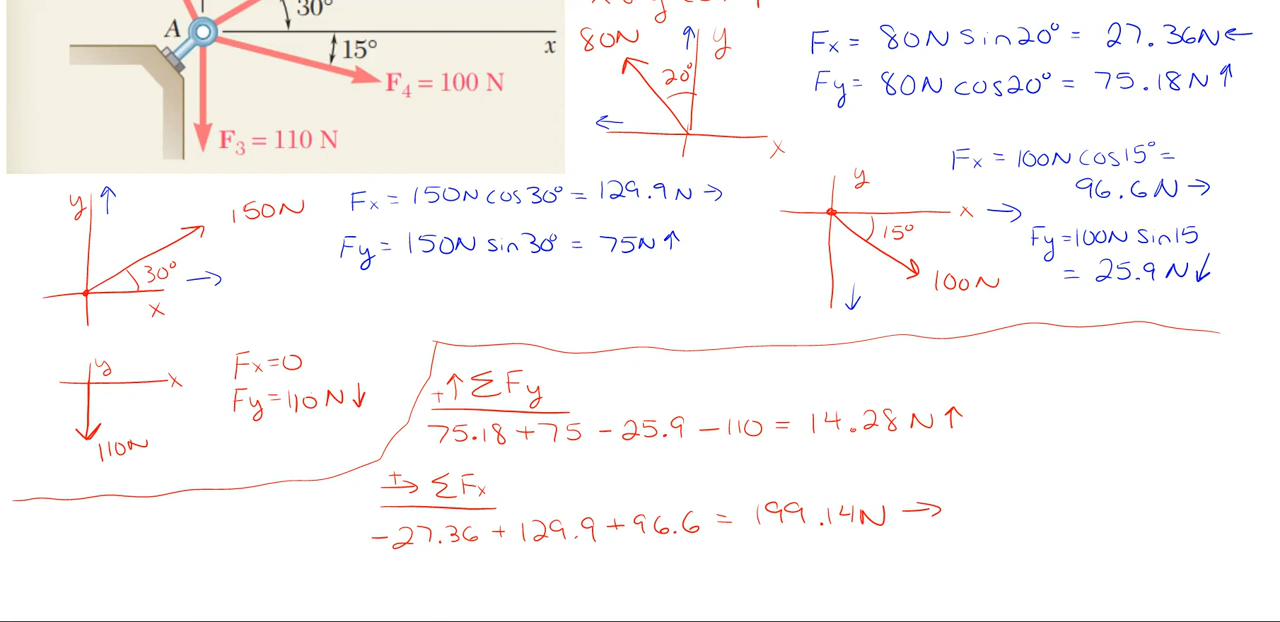 30°
A
15°
x
F₄ = 100 N
F₃ = 110 N
80N
y
20°
x
Fx = 80N sin20° = 27.36N ←
Fy = 80N cos20° = 75.18N ↑
y ↑
150N
30°
→
x
Fx = 150N cos30° = 129.9N →
Fy = 150N sin30° = 75N ↑
y
x →
15°
100N
Fx = 100N cos15° =
96.6N →
Fy = 100N sin15
= 25.9N ↓
y
x
110N
Fx = 0
Fy = 110N ↓
+↑ ΣFy
75.18 + 75 - 25.9 - 110 = 14.28N ↑
+→ ΣFx
-27.36 + 129.9 + 96.6 = 199.14N →